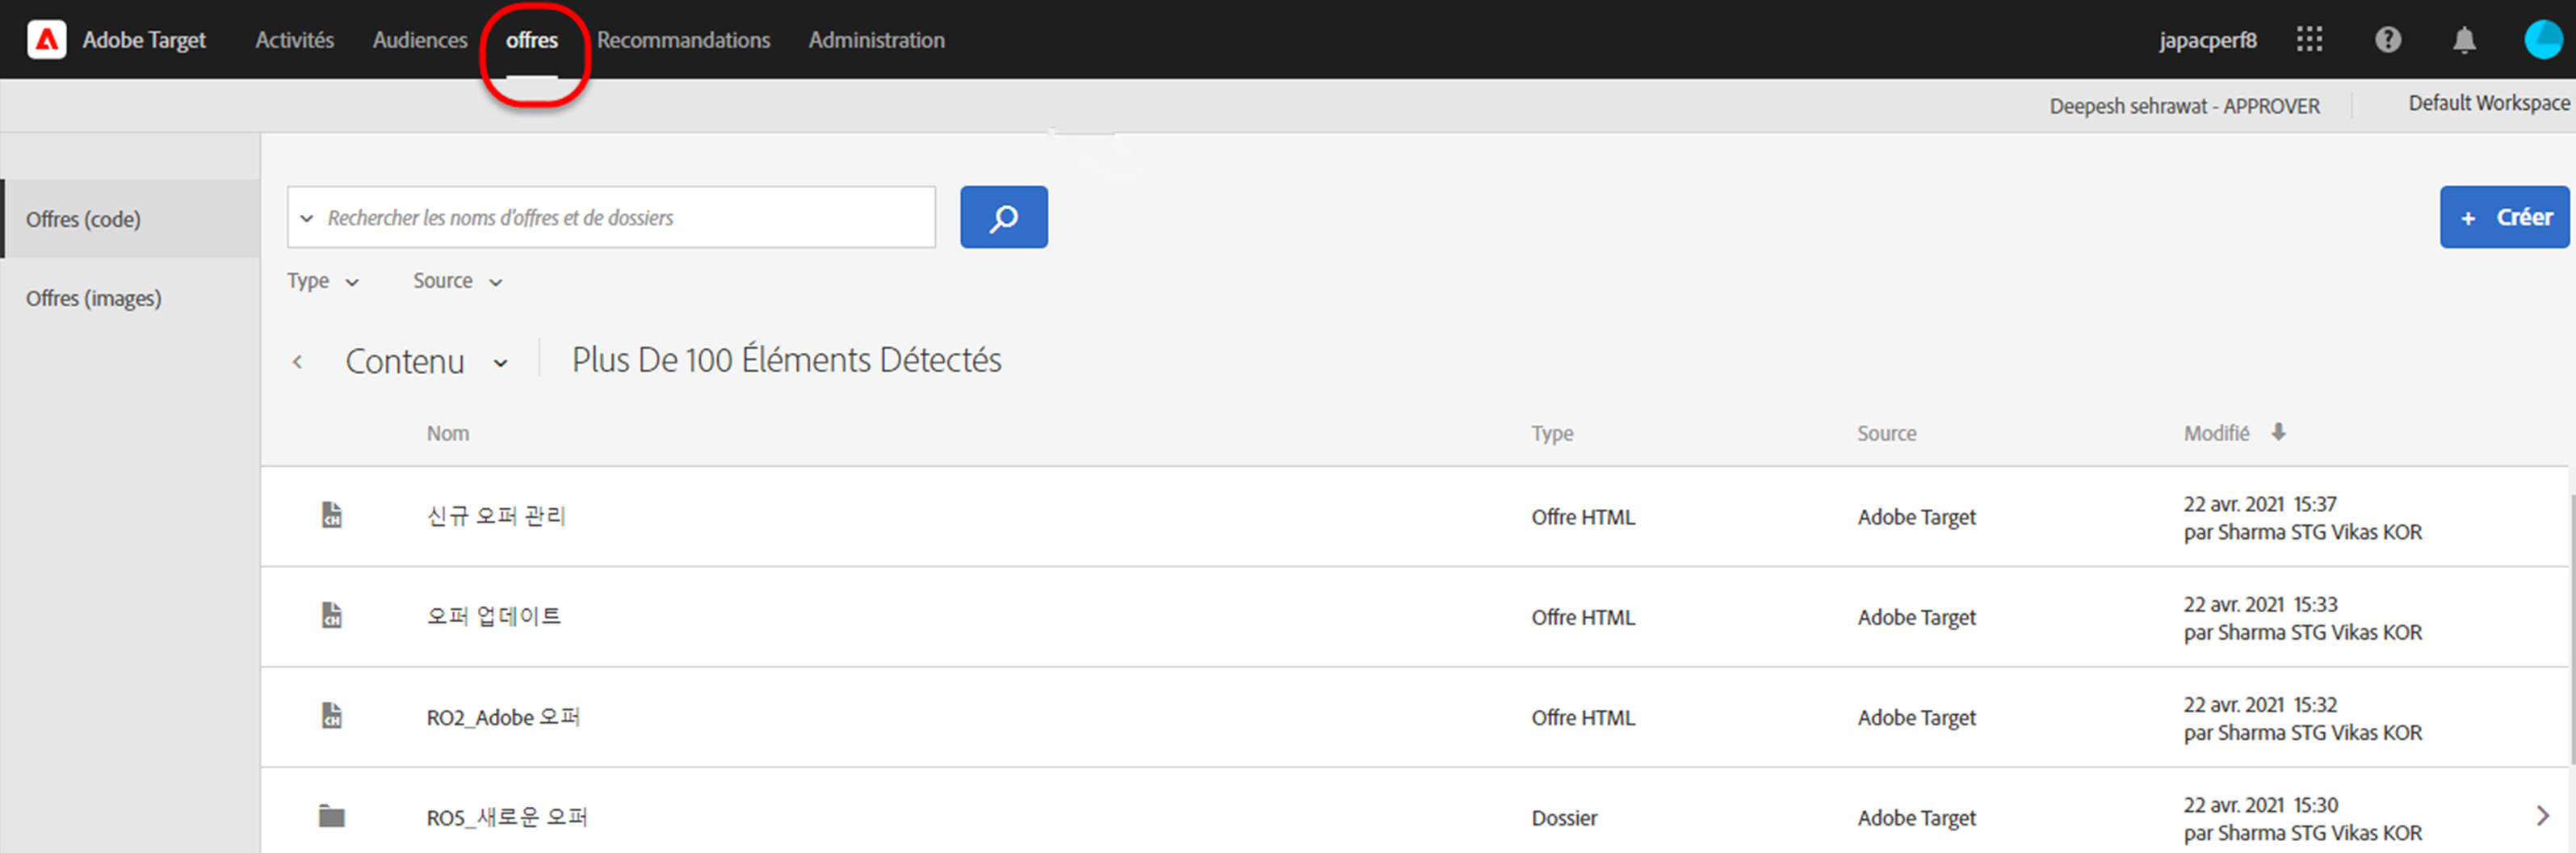 Adobe Target Activités Audiences offres Recommandations Administration japacperf8
Deepesh sehrawat - APPROVER Default Workspace
Offres (code)
Offres (images)
Rechercher les noms d'offres et de dossiers
+ Créer
Type Source
Contenu Plus De 100 Éléments Détectés
Nom Type Source Modifié
신규 오퍼 관리 Offre HTML Adobe Target 22 avr. 2021 15:37
par Sharma STG Vikas KOR
오퍼 업데이트 Offre HTML Adobe Target 22 avr. 2021 15:33
par Sharma STG Vikas KOR
RO2_Adobe 오퍼 Offre HTML Adobe Target 22 avr. 2021 15:32
par Sharma STG Vikas KOR
RO5_새로운 오퍼 Dossier Adobe Target 22 avr. 2021 15:30
par Sharma STG Vikas KOR